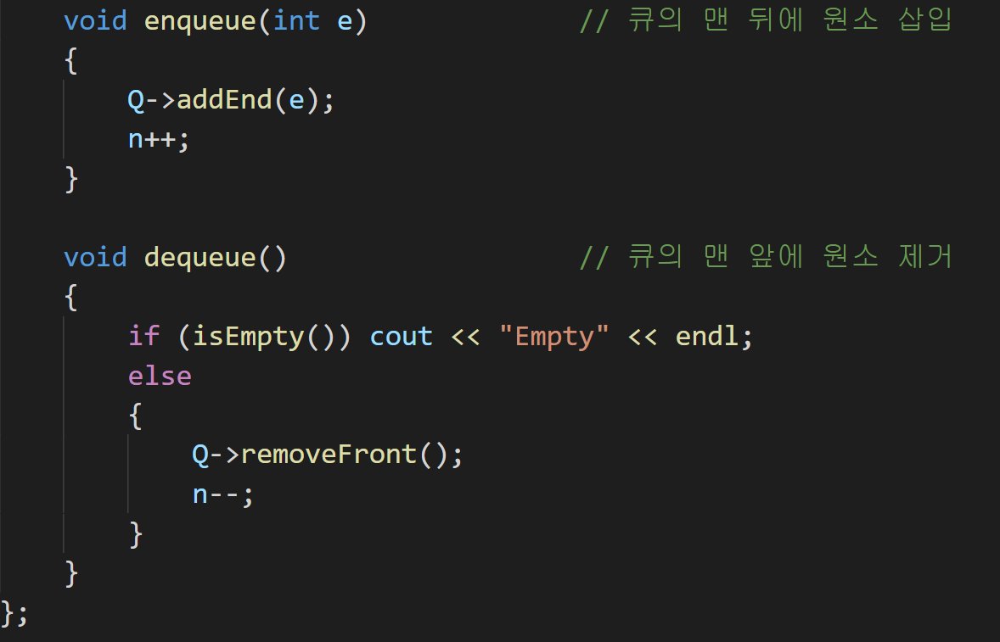 void enqueue(int e) // 큐의 맨 뒤에 원소 삽입
{
Q->addEnd(e);
n++;
}
void dequeue() // 큐의 맨 앞에 원소 제거
{
if (isEmpty()) cout << "Empty" << endl;
else
{
Q->removeFront();
n--;
}
}
};